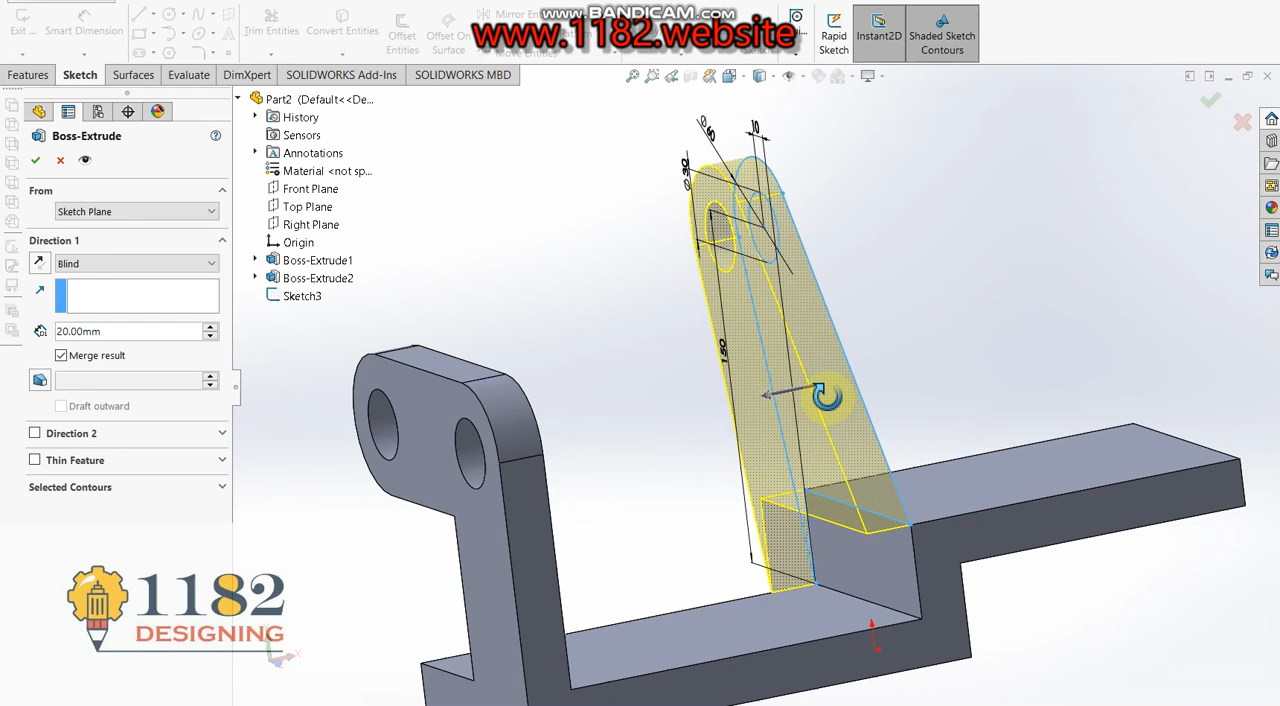 www.BANDICAM.com
www.1182.website
Exit ...
Smart Dimension
Trim Entities
Convert Entities
Offset Entities
Offset On Surface
Mirror Entities
Move Entities
Rapid Sketch
Instant2D
Shaded Sketch Contours
Features
Sketch
Surfaces
Evaluate
DimXpert
SOLIDWORKS Add-Ins
SOLIDWORKS MBD
Boss-Extrude
From
Sketch Plane
Direction 1
Blind
D1
20.00mm
Merge result
Draft outward
Direction 2
Thin Feature
Selected Contours
Part2 (Default<<De...
History
Sensors
Annotations
Material <not sp...
Front Plane
Top Plane
Right Plane
Origin
Boss-Extrude1
Boss-Extrude2
Sketch3
10
⌀30
150
1182
DESIGNING